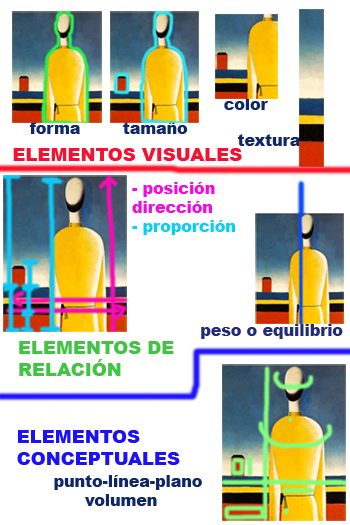 forma
tamaño
color
textura
ELEMENTOS VISUALES
- posición
dirección
- proporción
peso o equilibrio
ELEMENTOS DE
RELACIÓN
ELEMENTOS
CONCEPTUALES
punto-línea-plano
volumen